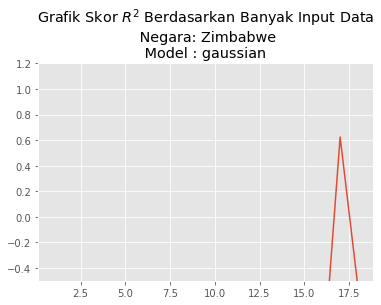 Grafik Skor R² Berdasarkan Banyak Input Data
Negara: Zimbabwe
Model : gaussian
1.2
1.0
0.8
0.6
0.4
0.2
0.0
−0.2
−0.4
2.5 5.0 7.5 10.0 12.5 15.0 17.5